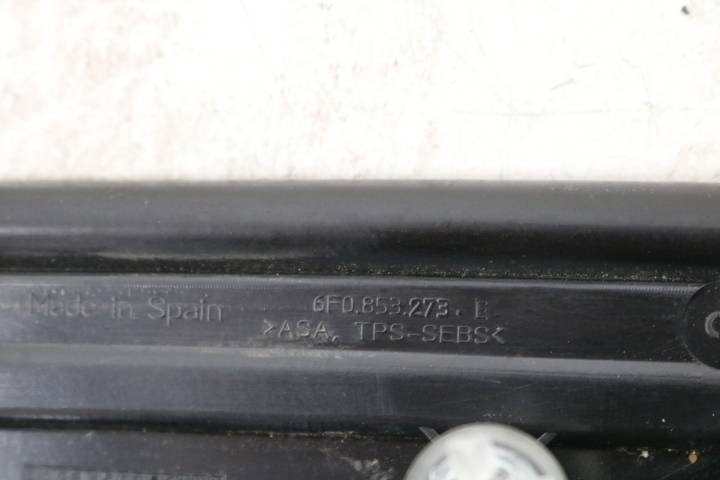 Made in Spain
6F0.853.273.
>ASA, TPS-SEBS<